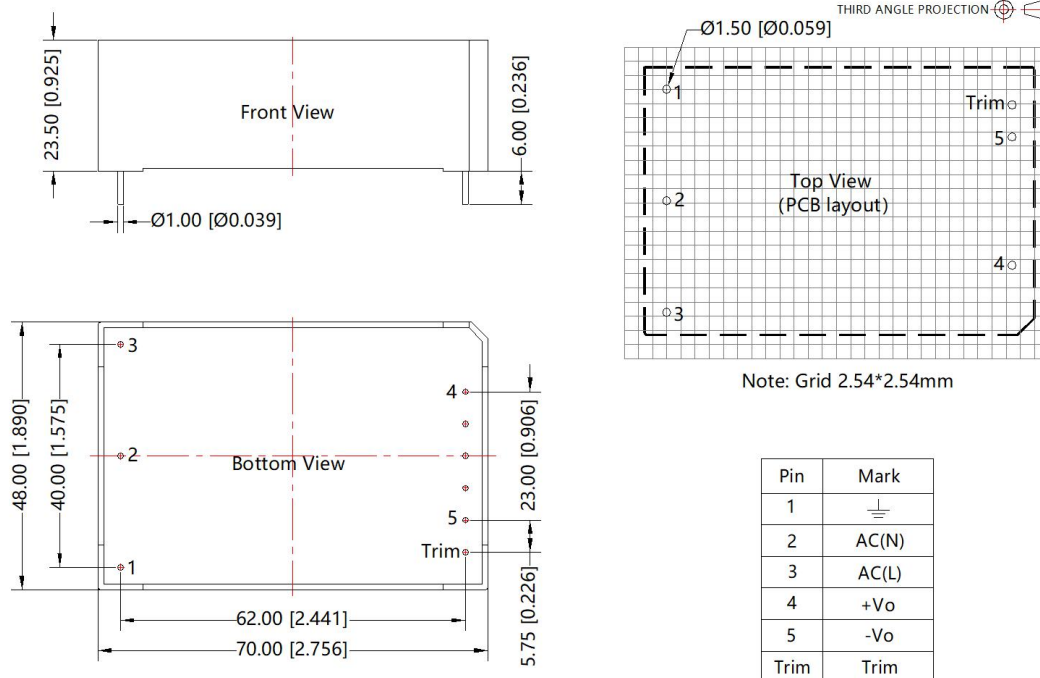 THIRD ANGLE PROJECTION
Ø1.50 [Ø0.059]
23.50 [0.925]
Front View
6.00 [0.236]
Ø1.00 [Ø0.039]
1
Trim
5
2
Top View
(PCB layout)
4
3
Note: Grid 2.54*2.54mm
48.00 [1.890]
40.00 [1.575]
3
4
2
Bottom View
23.00 [0.906]
5
Trim
1
5.75 [0.226]
62.00 [2.441]
70.00 [2.756]
Pin Mark
1
2 AC(N)
3 AC(L)
4 +Vo
5 -Vo
Trim Trim